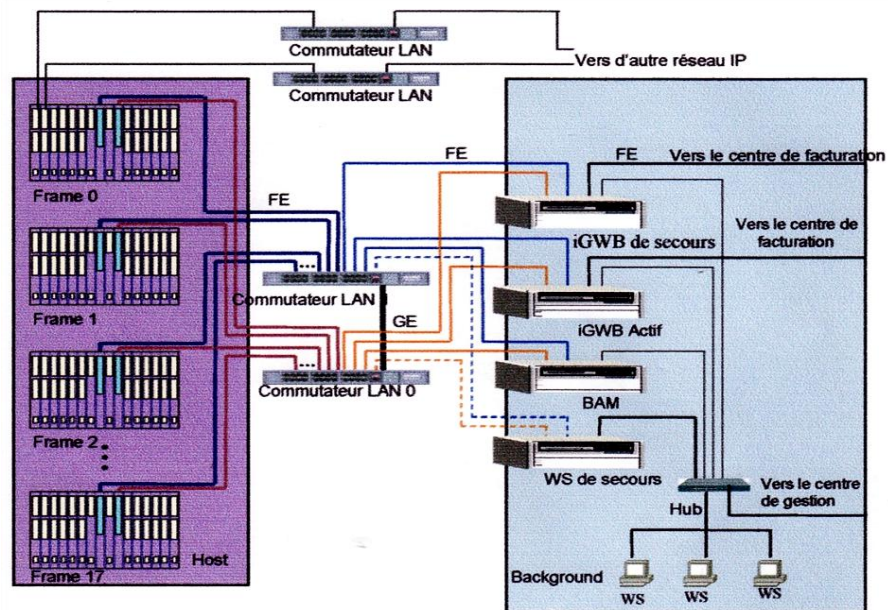 Commutateur LAN
Vers d'autre réseau IP
Commutateur LAN
FE
FE
Vers le centre de facturation
Frame 0
FE
iGWB de secours
Vers le centre de
facturation
Commutateur LAN 1
Frame 1
GE
iGWB Actif
Commutateur LAN 0
BAM
Frame 2
WS de secours
Vers le centre
de gestion
Hub
Host
Frame 17
Background
WS
WS
WS